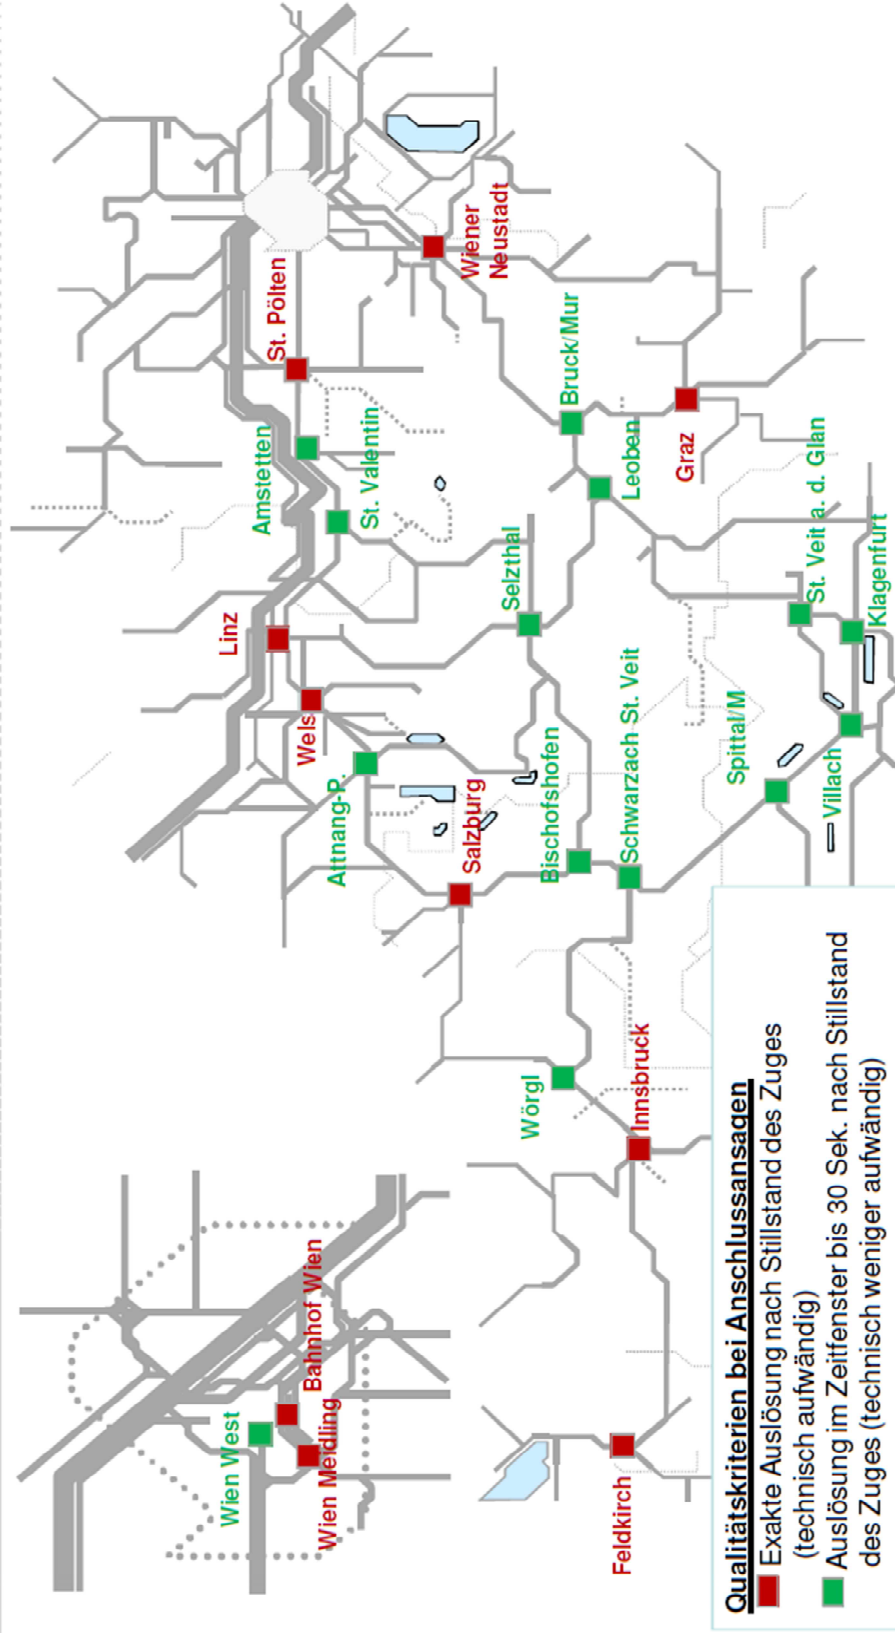 Wien West
Bahnhof Wien
Wien Meidling
Linz
Amstetten
St. Pölten
Wels
St. Valentin
Attnang-P.
Salzburg
Wiener
Neustadt
Selzthal
Bischofshofen
Bruck/Mur
Leoben
Wörgl
Schwarzach St. Veit
Graz
Innsbruck
Feldkirch
Spittal/M
St. Veit a. d. Glan
Villach
Klagenfurt
Qualitätskriterien bei Anschlussansagen
Exakte Auslösung nach Stillstand des Zuges
(technisch aufwändig)
Auslösung im Zeitfenster bis 30 Sek. nach Stillstand
des Zuges (technisch weniger aufwändig)